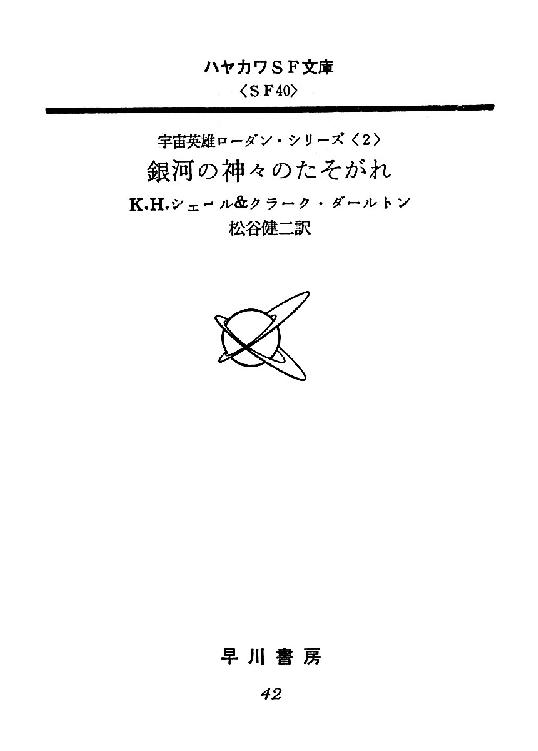 ハヤカワSF文庫
〈SF40〉
宇宙英雄ローダン・シリーズ〈2〉
銀河の神々のたそがれ
K.H.シェール&クラーク・ダールトン
松谷健二訳
早川書房
42